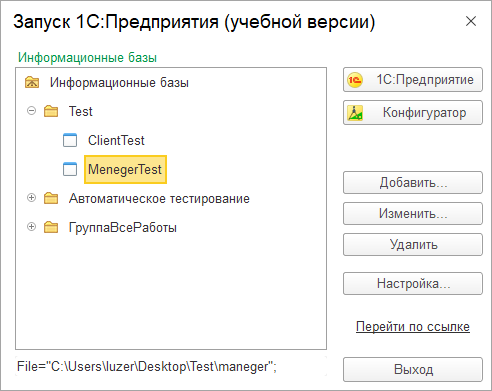 Запуск 1С:Предприятия (учебной версии)
Информационные базы
Информационные базы
Test
ClientTest
MenegerTest
Автоматическое тестирование
ГруппаВсеРаботы
1С:Предприятие
Конфигуратор
Добавить...
Изменить...
Удалить
Настройка...
Перейти по ссылке
File="C:\Users\luzer\Desktop\Test\maneger";
Выход